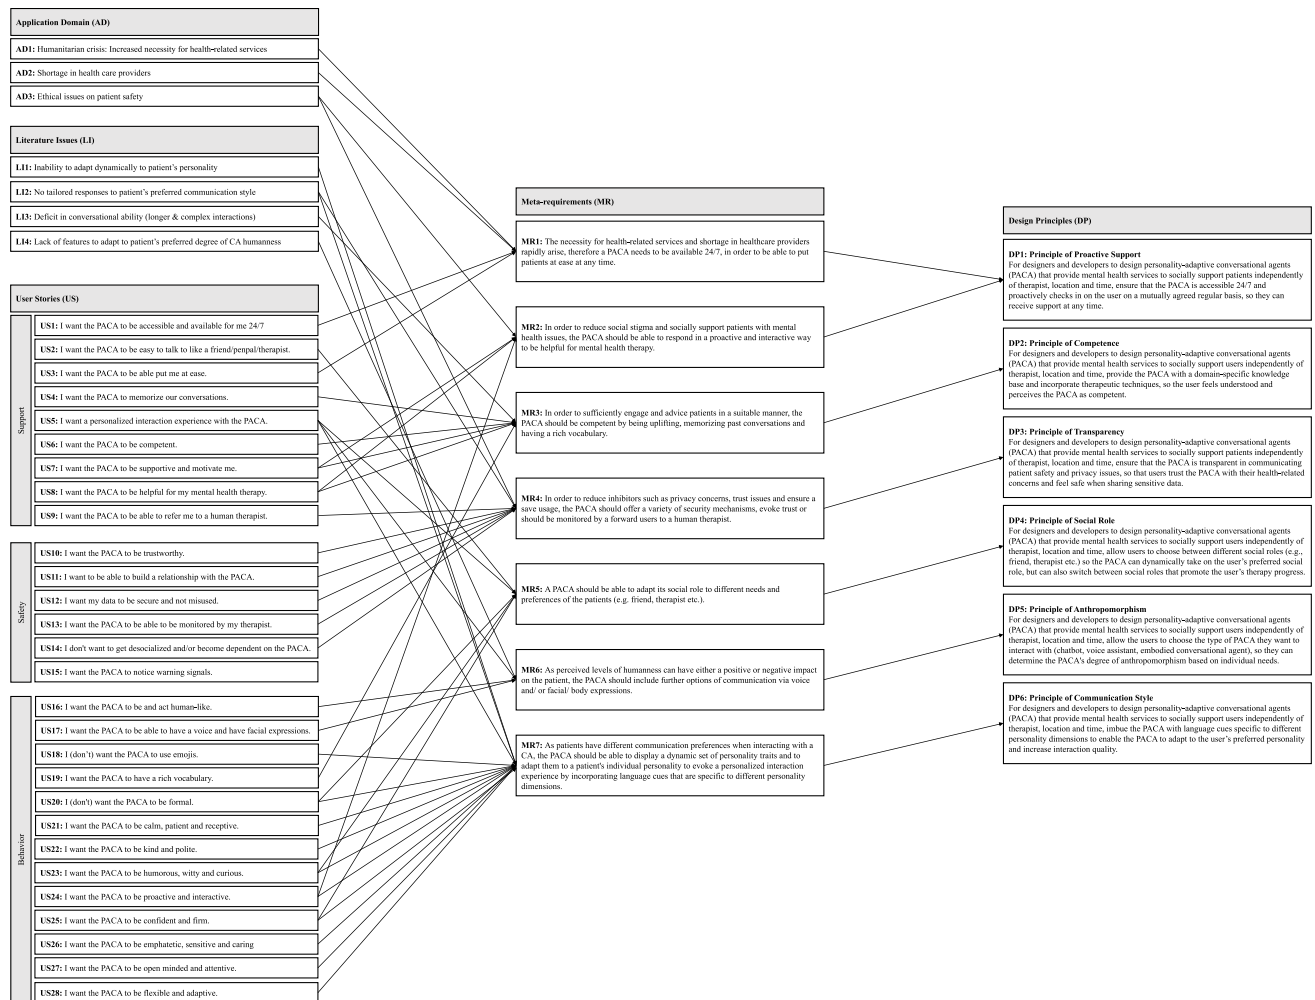 Application Domain (AD)
AD1: Humanitarian crisis: Increased necessity for health-related services
AD2: Shortage in health care providers
AD3: Ethical issues on patient safety
Literature Issues (LI)
LI1: Inability to adapt dynamically to patient's personality
LI2: No tailored responses to patient's preferred communication style
LI3: Deficit in conversational ability (longer & complex interactions)
LI4: Lack of features to adapt to patient's preferred degree of CA humanness
User Stories (US)
Support
US1: I want the PACA to be accessible and available for me 24/7
US2: I want the PACA to be easy to talk to like a friend/penpal/therapist.
US3: I want the PACA to be able put me at ease.
US4: I want the PACA to memorize our conversations.
US5: I want a personalized interaction experience with the PACA.
US6: I want the PACA to be competent.
US7: I want the PACA to be supportive and motivate me.
US8: I want the PACA to be helpful for my mental health therapy.
US9: I want the PACA to be able to refer me to a human therapist.
Safety
US10: I want the PACA to be trustworthy.
US11: I want to be able to build a relationship with the PACA.
US12: I want my data to be secure and not misused.
US13: I want the PACA to be able to be monitored by my therapist.
US14: I don't want to get desocialized and/or become dependent on the PACA.
US15: I want the PACA to notice warning signals.
Behavior
US16: I want the PACA to be and act human-like.
US17: I want the PACA to be able to have a voice and have facial expressions.
US18: I (don't) want the PACA to use emojis.
US19: I want the PACA to have a rich vocabulary.
US20: I (don't) want the PACA to be formal.
US21: I want the PACA to be calm, patient and receptive.
US22: I want the PACA to be kind and polite.
US23: I want the PACA to be humorous, witty and curious.
US24: I want the PACA to be proactive and interactive.
US25: I want the PACA to be confident and firm.
US26: I want the PACA to be emphatetic, sensitive and caring
US27: I want the PACA to be open minded and attentive.
US28: I want the PACA to be flexible and adaptive.
Meta-requirements (MR)
MR1: The necessity for health-related services and shortage in healthcare providers
rapidly arise, therefore a PACA needs to be available 24/7, in order to be able to put
patients at ease at any time.
MR2: In order to reduce social stigma and socially support patients with mental
health issues, the PACA should be able to respond in a proactive and interactive way
to be helpful for mental health therapy.
MR3: In order to sufficiently engage and advice patients in a suitable manner, the
PACA should be competent by being uplifting, memorizing past conversations and
having a rich vocabulary.
MR4: In order to reduce inhibitors such as privacy concerns, trust issues and ensure a
save usage, the PACA should offer a variety of security mechanisms, evoke trust or
should be monitored by a forward users to a human therapist.
MR5: A PACA should be able to adapt its social role to different needs and
preferences of the patients (e.g. friend, therapist etc.).
MR6: As perceived levels of humanness can have either a positive or negative impact
on the patient, the PACA should include further options of communication via voice
and/ or facial/ body expressions.
MR7: As patients have different communication preferences when interacting with a
CA, the PACA should be able to display a dynamic set of personality traits and to
adapt them to a patient's individual personality to evoke a personalized interaction
experience by incorporating language cues that are specific to different personality
dimensions.
Design Principles (DP)
DP1: Principle of Proactive Support
For designers and developers to design personality-adaptive conversational agents
(PACA) that provide mental health services to socially support patients independently
of therapist, location and time, ensure that the PACA is accessible 24/7 and
proactively checks in on the user on a mutually agreed regular basis, so they can
receive support at any time.
DP2: Principle of Competence
For designers and developers to design personality-adaptive conversational agents
(PACA) that provide mental health services to socially support users independently of
therapist, location and time, provide the PACA with a domain-specific knowledge
base and incorporate therapeutic techniques, so the user feels understood and
perceives the PACA as competent.
DP3: Principle of Transparency
For designers and developers to design personality-adaptive conversational agents
(PACA) that provide mental health services to socially support patients independently
of therapist, location and time, ensure that the PACA is transparent in communicating
patient safety and privacy issues, so that users trust the PACA with their health-related
concerns and feel safe when sharing sensitive data.
DP4: Principle of Social Role
For designers and developers to design personality-adaptive conversational agents
(PACA) that provide mental health services to socially support users independently of
therapist, location and time, allow users to choose between different social roles (e.g.,
friend, therapist etc.) so the PACA can dynamically take on the user's preferred social
role, but can also switch between social roles that promote the user's therapy progress.
DP5: Principle of Anthropomorphism
For designers and developers to design personality-adaptive conversational agents
(PACA) that provide mental health services to socially support users independently of
therapist, location and time, allow the users to choose the type of PACA they want to
interact with (chatbot, voice assistant, embodied conversational agent), so they can
determine the PACA's degree of anthropomorphism based on individual needs.
DP6: Principle of Communication Style
For designers and developers to design personality-adaptive conversational agents
(PACA) that provide mental health services to socially support users independently of
therapist, location and time, imbue the PACA with language cues specific to different
personality dimensions to enable the PACA to adapt to the user's preferred personality
and increase interaction quality.